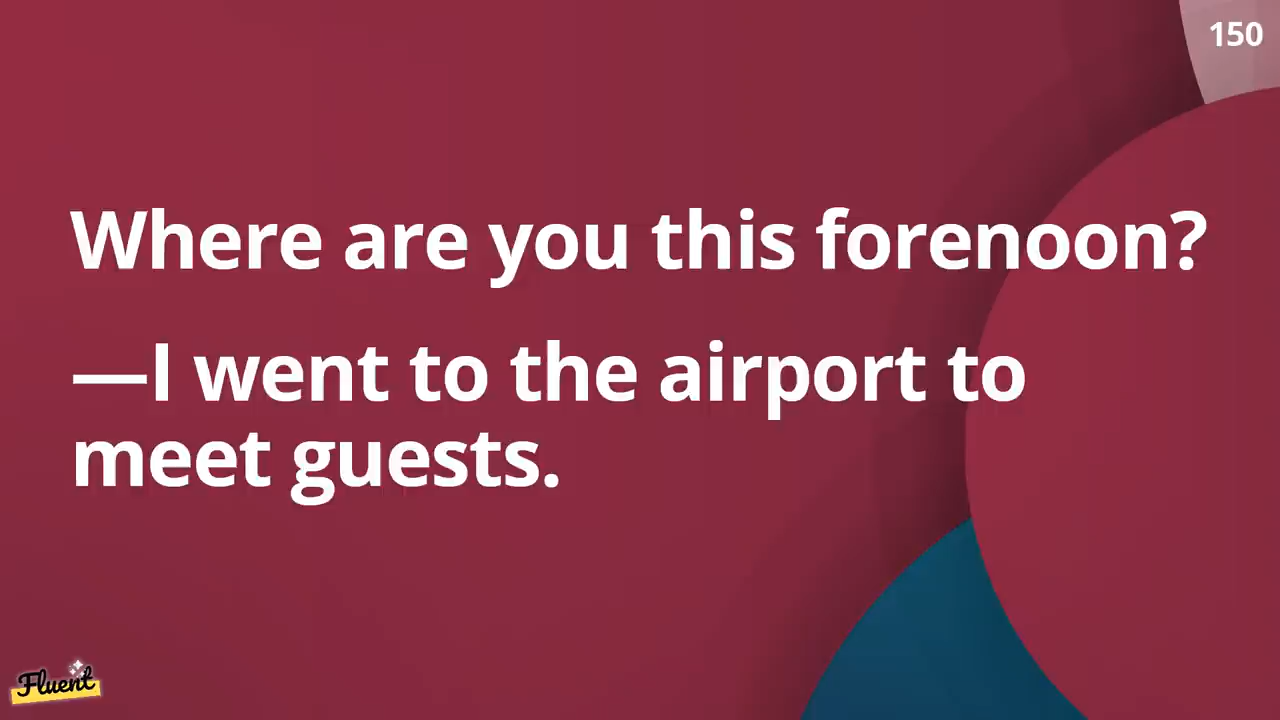 150
Where are you this forenoon?
—I went to the airport to
meet guests.
Fluent